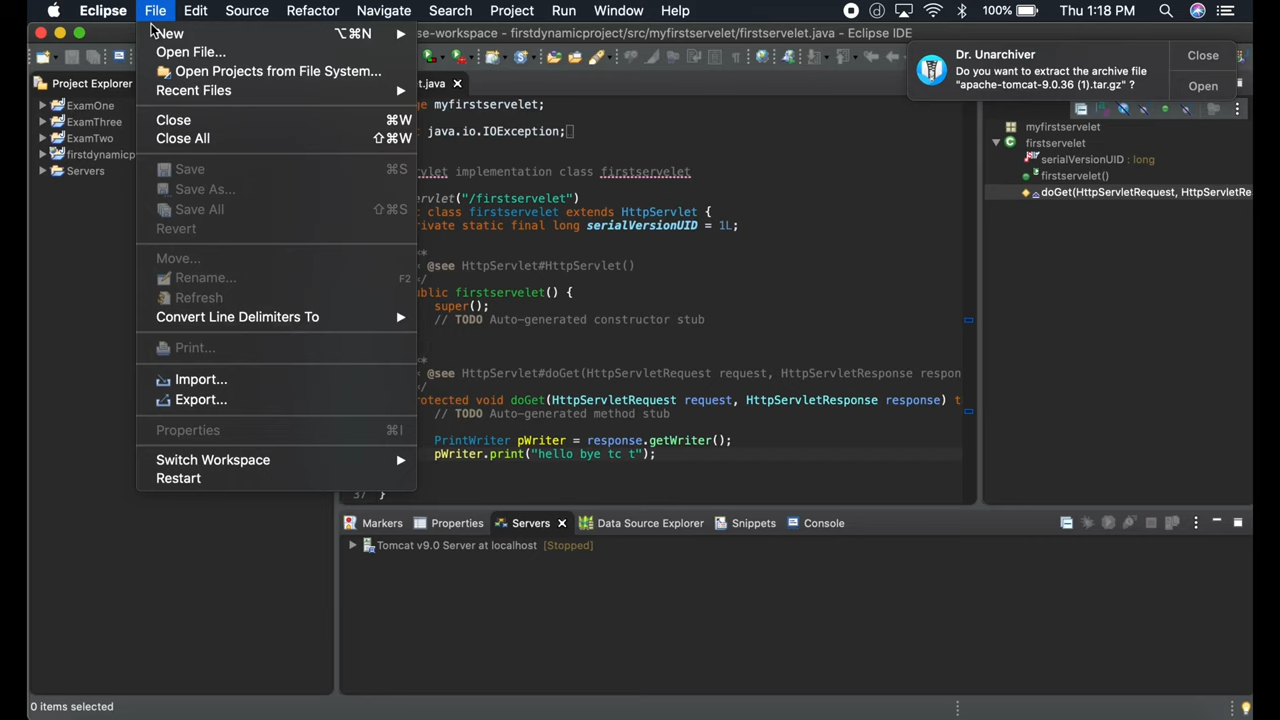 Eclipse File Edit Source Refactor Navigate Search Project Run Window Help 100% Thu 1:18 PM
se-workspace - firstdynamicproject/src/myfirstservelet/firstservelet.java - Eclipse IDE
New ⌥⌘N
Open File...
Open Projects from File System...
Recent Files
Close ⌘W
Close All ⇧⌘W
Save ⌘S
Save As...
Save All ⇧⌘S
Revert
Move...
Rename... F2
Refresh
Convert Line Delimiters To
Print...
Import...
Export...
Properties ⌘I
Switch Workspace
Restart
Dr. Unarchiver
Do you want to extract the archive file
"apache-tomcat-9.0.36 (1).tar.gz" ?
Close
Open
Project Explorer
ExamOne
ExamThree
ExamTwo
firstdynamicp
Servers
t.java
ge myfirstservelet;
t java.io.IOException;
rvlet implementation class firstservelet
rvlet("/firstservelet")
c class firstservelet extends HttpServlet {
rivate static final long serialVersionUID = 1L;
**
* @see HttpServlet#HttpServlet()
*/
ublic firstservelet() {
super();
// TODO Auto-generated constructor stub
**
* @see HttpServlet#doGet(HttpServletRequest request, HttpServletResponse respon
*/
rotected void doGet(HttpServletRequest request, HttpServletResponse response) t
// TODO Auto-generated method stub
PrintWriter pWriter = response.getWriter();
pWriter.print("hello bye tc t");
37 }
myfirstservelet
firstservelet
serialVersionUID : long
firstservelet()
doGet(HttpServletRequest, HttpServletRe
Markers Properties Servers Data Source Explorer Snippets Console
Tomcat v9.0 Server at localhost [Stopped]
0 items selected